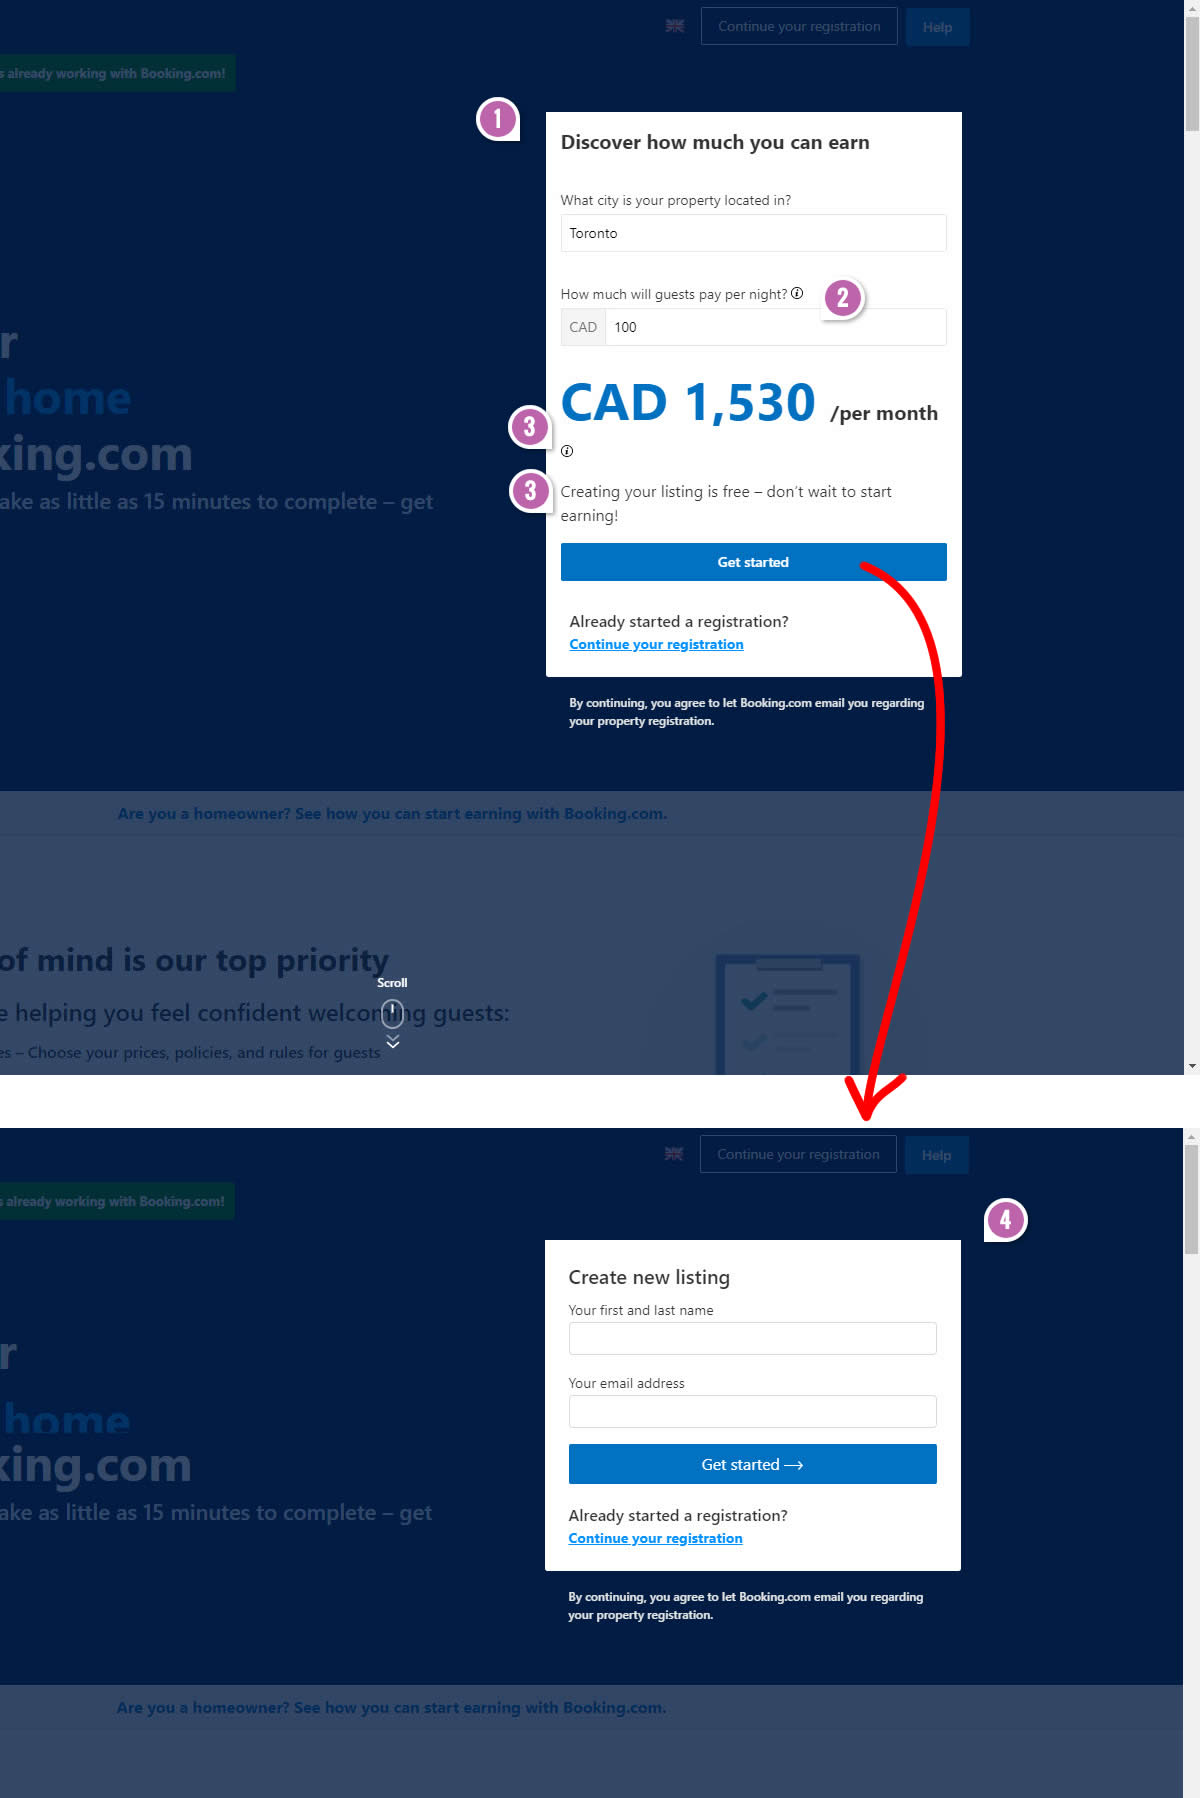 Continue your registration
Help
s already working with Booking.com!
1
Discover how much you can earn
What city is your property located in?
Toronto
How much will guests pay per night?
2
CAD 100
r
home
king.com
ake as little as 15 minutes to complete – get
CAD 1,530 /per month
3
3
Creating your listing is free – don’t wait to start
earning!
Get started
Already started a registration?
Continue your registration
By continuing, you agree to let Booking.com email you regarding
your property registration.
Are you a homeowner? See how you can start earning with Booking.com.
of mind is our top priority
Scroll
e helping you feel confident welcoming guests:
es – Choose your prices, policies, and rules for guests
Continue your registration
Help
s already working with Booking.com!
4
Create new listing
Your first and last name
r
home
king.com
ake as little as 15 minutes to complete – get
Your email address
Get started
Already started a registration?
Continue your registration
By continuing, you agree to let Booking.com email you regarding
your property registration.
Are you a homeowner? See how you can start earning with Booking.com.